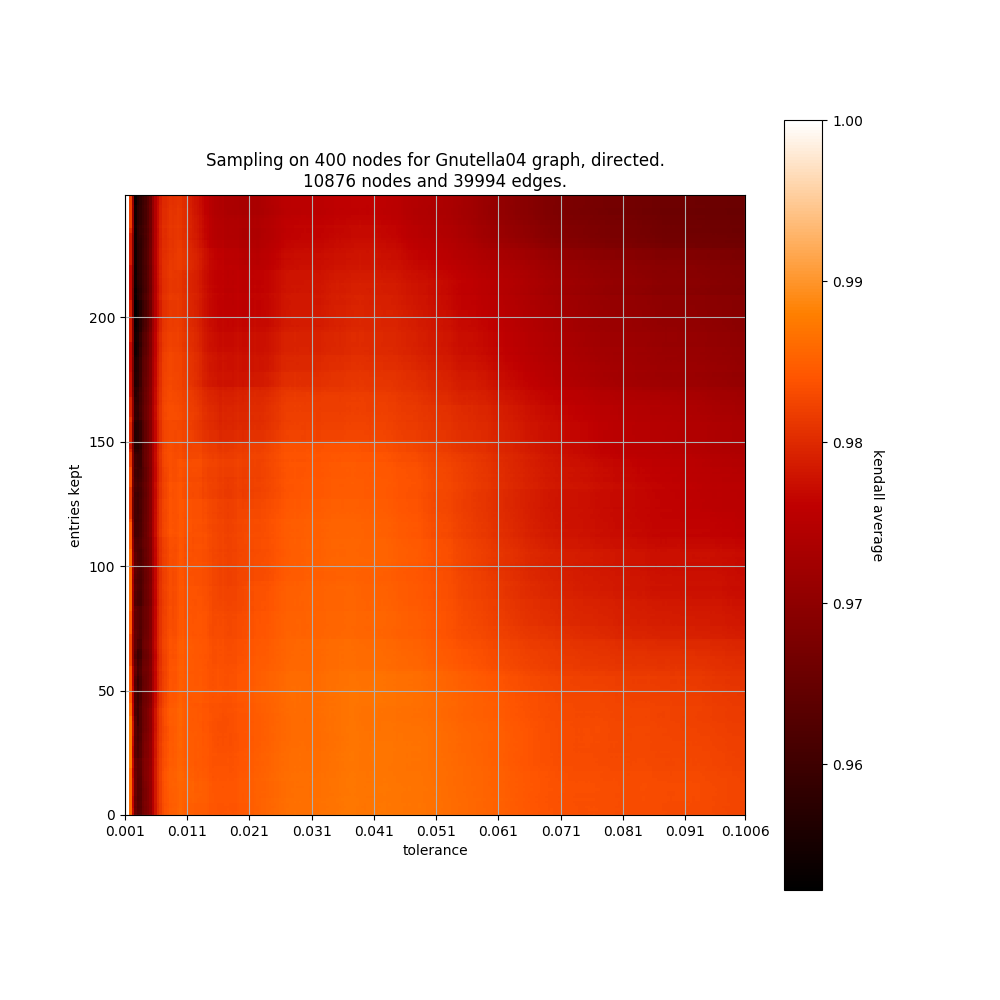 Sampling on 400 nodes for Gnutella04 graph, directed.
10876 nodes and 39994 edges.
1.00
0.99
0.98
0.97
0.96
kendall average
entries kept
200
150
100
50
0
0.001 0.011 0.021 0.031 0.041 0.051 0.061 0.071 0.081 0.091 0.1006
tolerance